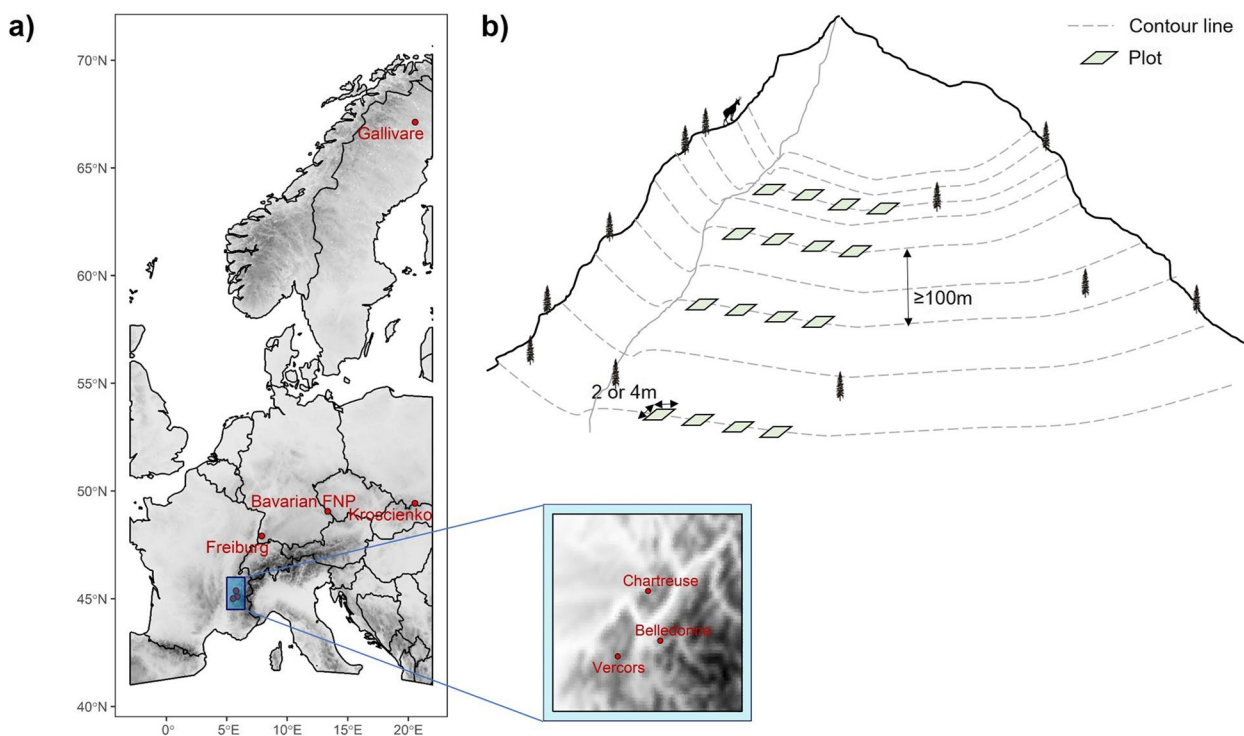 a)
70°N
65°N
60°N
55°N
50°N
45°N
40°N
0°
5°E
10°E
15°E
20°E
Gallivare
Bavarian FNP
Kroscienko
Freiburg
Chartreuse
Belledonne
Vercors
b)
Contour line
Plot
≥100m
2 or 4m